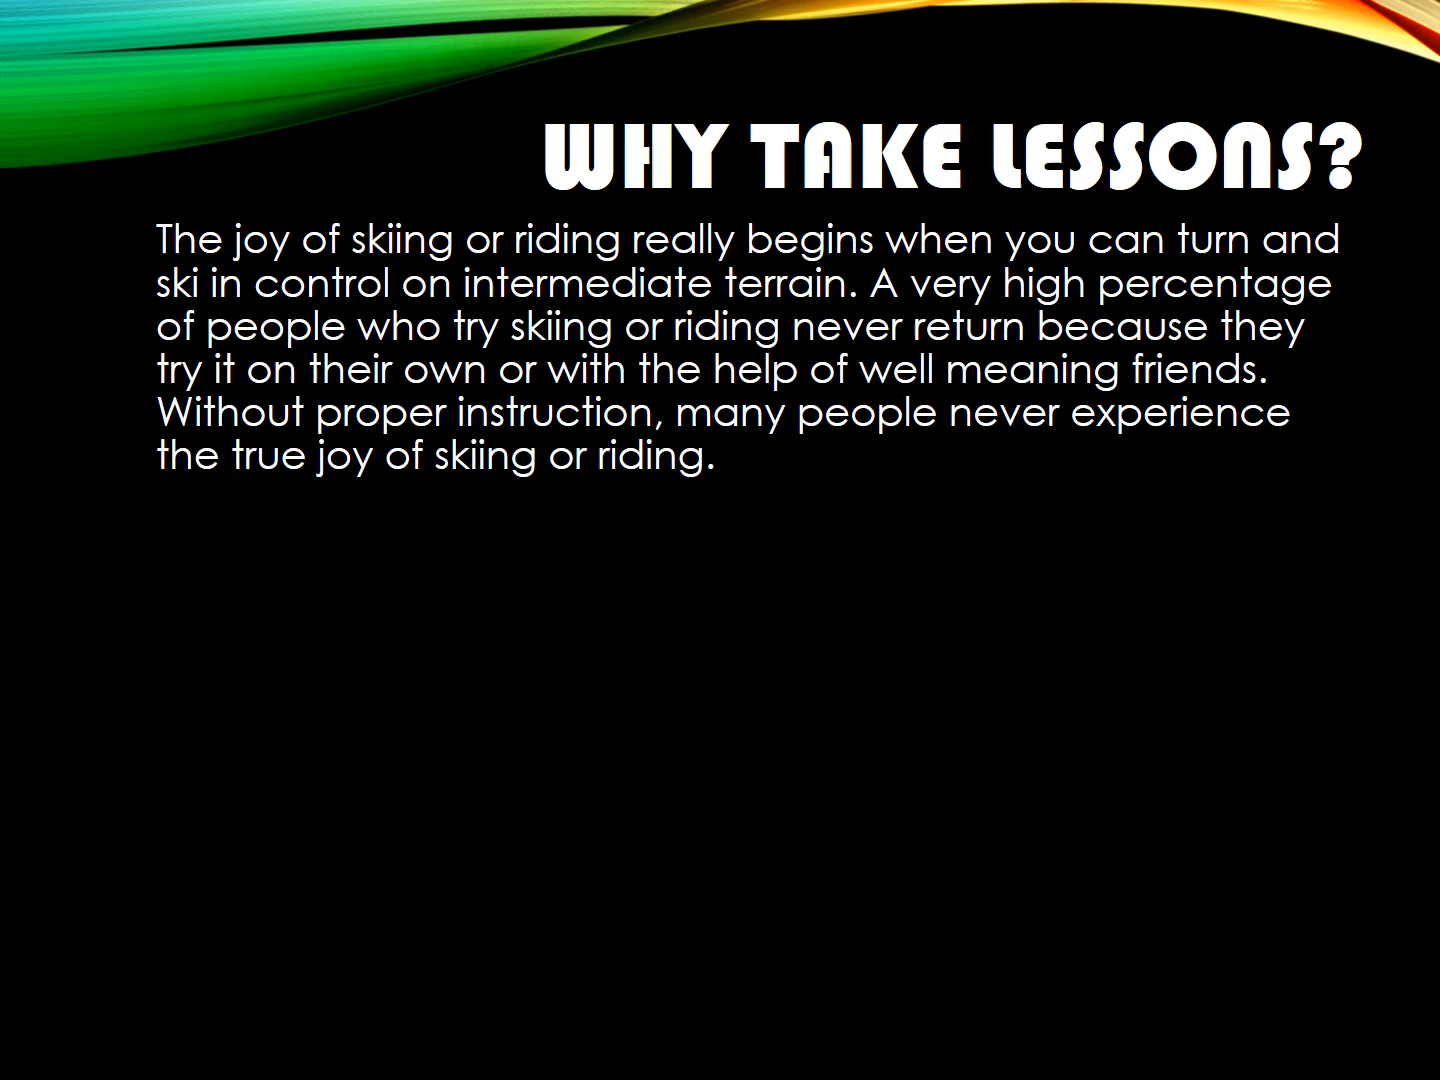 WHY TAKE LESSONS?
The joy of skiing or riding really begins when you can turn and
ski in control on intermediate terrain. A very high percentage
of people who try skiing or riding never return because they
try it on their own or with the help of well meaning friends.
Without proper instruction, many people never experience
the true joy of skiing or riding.